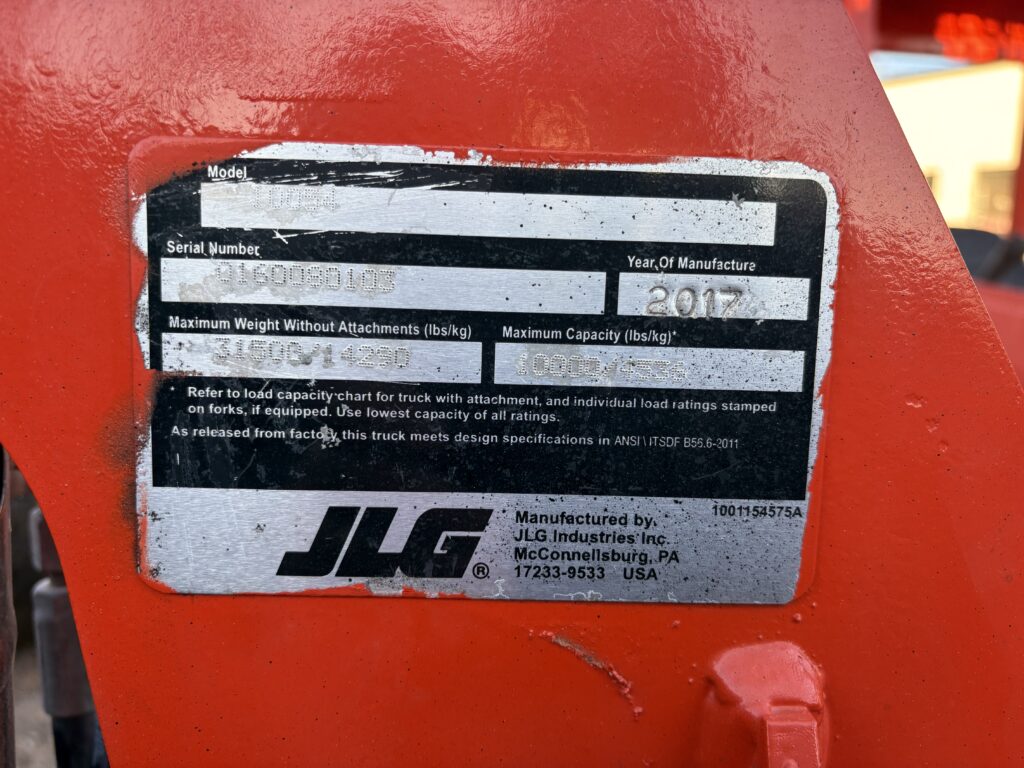 Model
10054
Serial Number
Year Of Manufacture
0160090103
2017
Maximum Weight Without Attachments (lbs/kg)
Maximum Capacity (lbs/kg)*
31500/14290
10000/4536
* Refer to load capacity chart for truck with attachment, and individual load ratings stamped
on forks, if equipped. Use lowest capacity of all ratings.
As released from factory this truck meets design specifications in ANSI \ ITSDF B56.6-2011
1001154575A
JLG®
Manufactured by.
JLG Industries Inc.
McConnellsburg, PA
17233-9533 USA